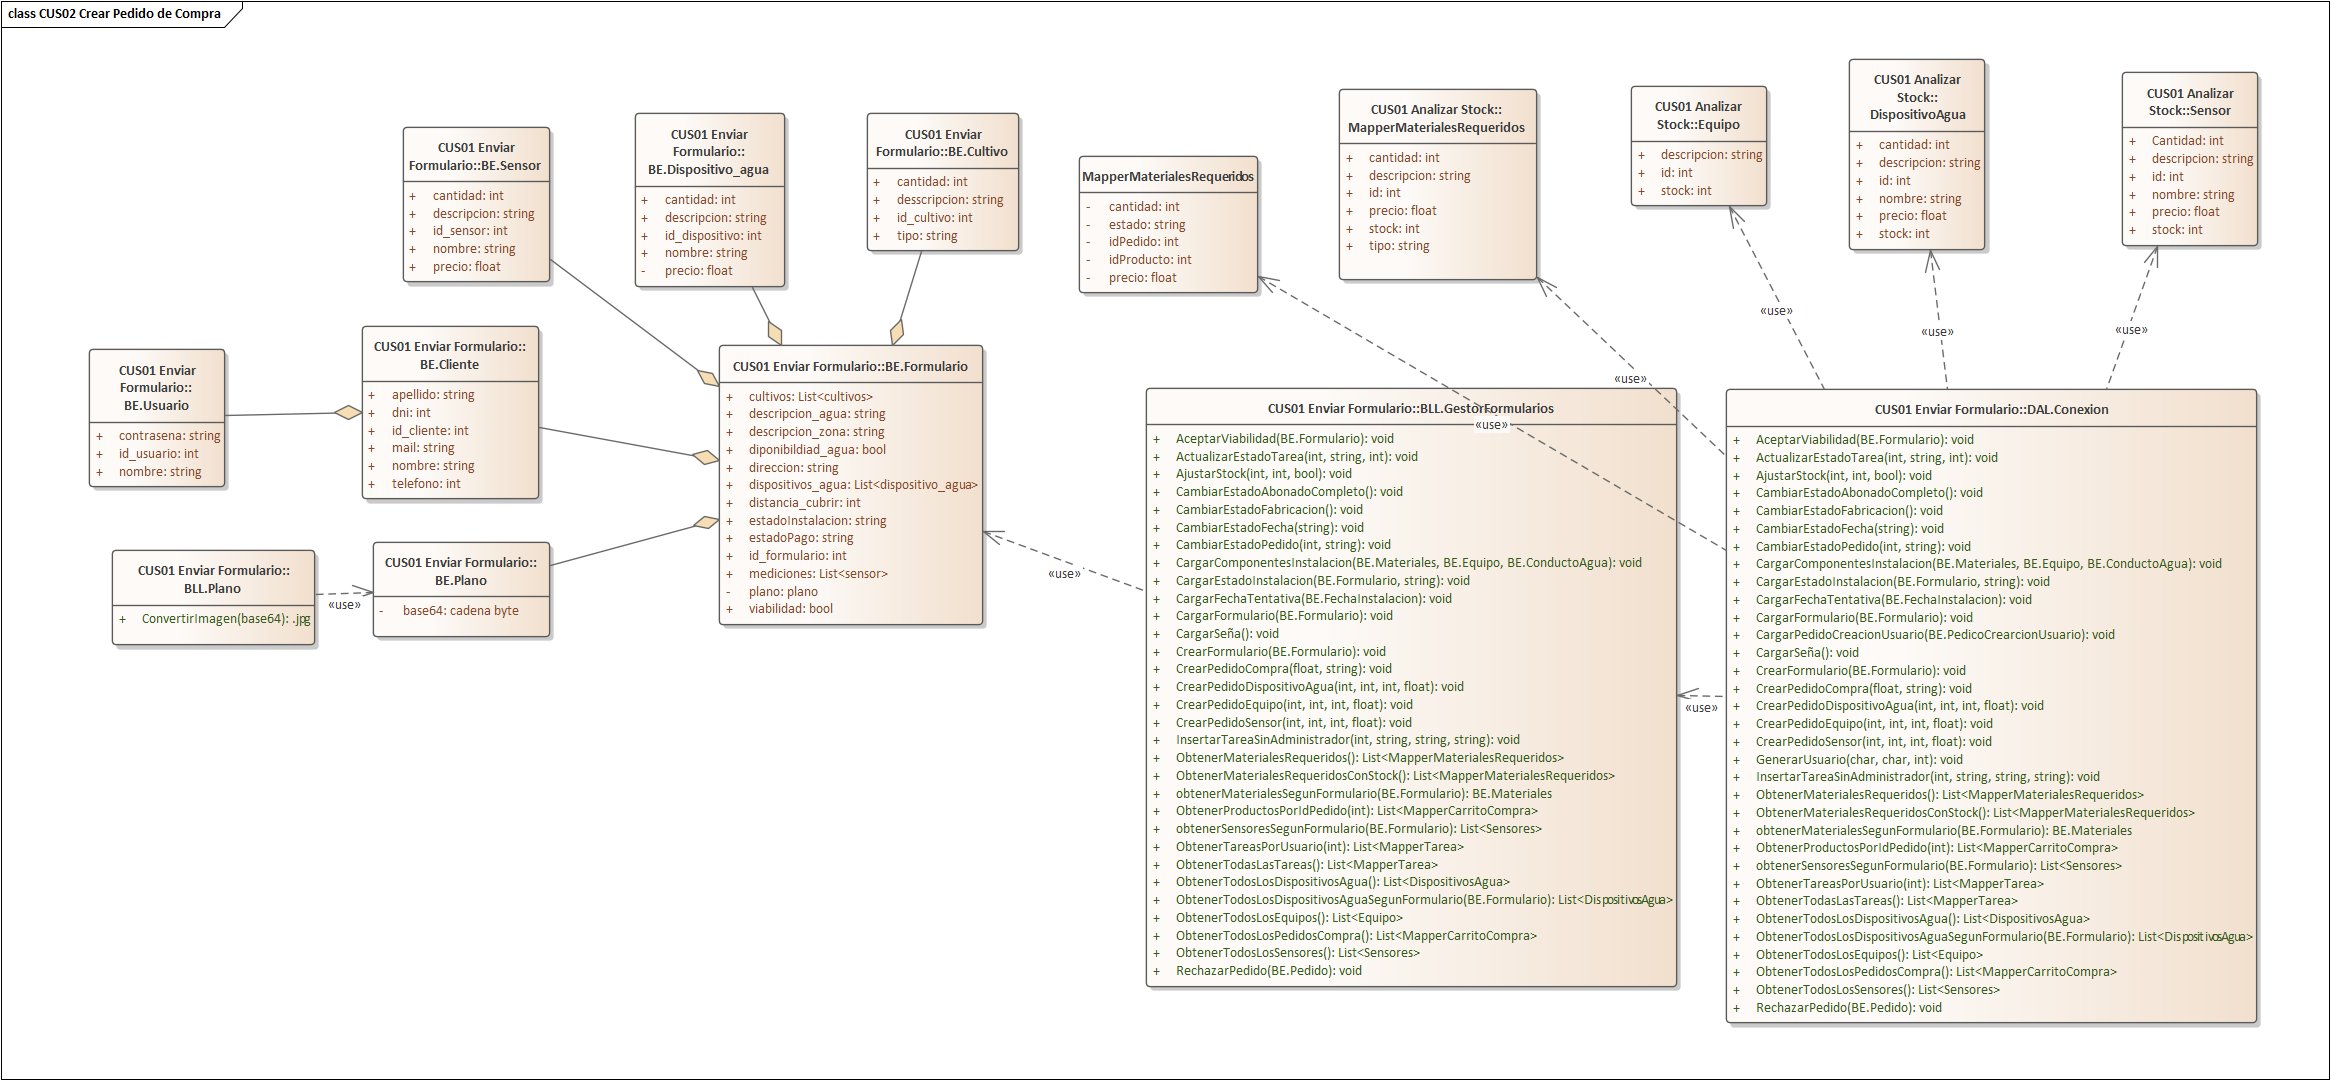 class CUS02 Crear Pedido de Compra
CUS01 Enviar
Formulario::BE.Sensor
+ cantidad: int
+ descripcion: string
+ id_sensor: int
+ nombre: string
+ precio: float
CUS01 Enviar
Formulario::
BE.Dispositivo_agua
+ cantidad: int
+ descripcion: string
+ id_dispositivo: int
+ nombre: string
- precio: float
CUS01 Enviar
Formulario::BE.Cultivo
+ cantidad: int
+ desscripcion: string
+ id_cultivo: int
+ tipo: string
MapperMaterialesRequeridos
- cantidad: int
- estado: string
- idPedido: int
- idProducto: int
- precio: float
CUS01 Analizar Stock::
MapperMaterialesRequeridos
+ cantidad: int
+ descripcion: string
+ id: int
+ precio: float
+ stock: int
+ tipo: string
CUS01 Analizar
Stock::Equipo
+ descripcion: string
+ id: int
+ stock: int
CUS01 Analizar
Stock::
DispositivoAgua
+ cantidad: int
+ descripcion: string
+ id: int
+ nombre: string
+ precio: float
+ stock: int
CUS01 Analizar
Stock::Sensor
+ Cantidad: int
+ descripcion: string
+ id: int
+ nombre: string
+ precio: float
+ stock: int
«use»
«use»
«use»
«use»
«use»
CUS01 Enviar
Formulario::
BE.Usuario
+ contrasena: string
+ id_usuario: int
+ nombre: string
CUS01 Enviar Formulario::
BE.Cliente
+ apellido: string
+ dni: int
+ id_cliente: int
+ mail: string
+ nombre: string
+ telefono: int
CUS01 Enviar Formulario::
BLL.Plano
+ ConvertirImagen(base64): .jpg
«use»
CUS01 Enviar Formulario::
BE.Plano
- base64: cadena byte
CUS01 Enviar Formulario::BE.Formulario
+ cultivos: List<cultivos>
+ descripcion_agua: string
+ descripcion_zona: string
+ diponibildiad_agua: bool
+ direccion: string
+ dispositivos_agua: List<dispositivo_agua>
+ distancia_cubrir: int
+ estadoInstalacion: string
+ estadoPago: string
+ id_formulario: int
+ mediciones: List<sensor>
- plano: plano
+ viabilidad: bool
«use»
CUS01 Enviar Formulario::BLL.GestorFormularios
+ AceptarViabilidad(BE.Formulario): void
+ ActualizarEstadoTarea(int, string, int): void
+ AjustarStock(int, int, bool): void
+ CambiarEstadoAbonadoCompleto(): void
+ CambiarEstadoFabricacion(): void
+ CambiarEstadoFecha(string): void
+ CambiarEstadoPedido(int, string): void
+ CargarComponentesInstalacion(BE.Materiales, BE.Equipo, BE.ConductoAgua): void
+ CargarEstadoInstalacion(BE.Formulario, string): void
+ CargarFechaTentativa(BE.FechaInstalacion): void
+ CargarFormulario(BE.Formulario): void
+ CargarSeña(): void
+ CrearFormulario(BE.Formulario): void
+ CrearPedidoCompra(float, string): void
+ CrearPedidoDispositivoAgua(int, int, int, float): void
+ CrearPedidoEquipo(int, int, int, float): void
+ CrearPedidoSensor(int, int, int, float): void
+ InsertarTareaSinAdministrador(int, string, string, string): void
+ ObtenerMaterialesRequeridos(): List<MapperMaterialesRequeridos>
+ ObtenerMaterialesRequeridosConStock(): List<MapperMaterialesRequeridos>
+ obtenerMaterialesSegunFormulario(BE.Formulario): BE.Materiales
+ ObtenerProductosPorIdPedido(int): List<MapperCarritoCompra>
+ obtenerSensoresSegunFormulario(BE.Formulario): List<Sensores>
+ ObtenerTareasPorUsuario(int): List<MapperTarea>
+ ObtenerTodasLasTareas(): List<MapperTarea>
+ ObtenerTodosLosDispositivosAgua(): List<DispositivosAgua>
+ ObtenerTodosLosDispositivosAguaSegunFormulario(BE.Formulario): List<DispositivosAgua>
+ ObtenerTodosLosEquipos(): List<Equipo>
+ ObtenerTodosLosPedidosCompra(): List<MapperCarritoCompra>
+ ObtenerTodosLosSensores(): List<Sensores>
+ RechazarPedido(BE.Pedido): void
«use»
CUS01 Enviar Formulario::DAL.Conexion
+ AceptarViabilidad(BE.Formulario): void
+ ActualizarEstadoTarea(int, string, int): void
+ AjustarStock(int, int, bool): void
+ CambiarEstadoAbonadoCompleto(): void
+ CambiarEstadoFabricacion(): void
+ CambiarEstadoFecha(string): void
+ CambiarEstadoPedido(int, string): void
+ CargarComponentesInstalacion(BE.Materiales, BE.Equipo, BE.ConductoAgua): void
+ CargarEstadoInstalacion(BE.Formulario, string): void
+ CargarFechaTentativa(BE.FechaInstalacion): void
+ CargarFormulario(BE.Formulario): void
+ CargarPedidoCreacionUsuario(BE.PedicoCrearcionUsuario): void
+ CargarSeña(): void
+ CrearFormulario(BE.Formulario): void
+ CrearPedidoCompra(float, string): void
+ CrearPedidoDispositivoAgua(int, int, int, float): void
+ CrearPedidoEquipo(int, int, int, float): void
+ CrearPedidoSensor(int, int, int, float): void
+ GenerarUsuario(char, char, int): void
+ InsertarTareaSinAdministrador(int, string, string, string): void
+ ObtenerMaterialesRequeridos(): List<MapperMaterialesRequeridos>
+ ObtenerMaterialesRequeridosConStock(): List<MapperMaterialesRequeridos>
+ obtenerMaterialesSegunFormulario(BE.Formulario): BE.Materiales
+ ObtenerProductosPorIdPedido(int): List<MapperCarritoCompra>
+ obtenerSensoresSegunFormulario(BE.Formulario): List<Sensores>
+ ObtenerTareasPorUsuario(int): List<MapperTarea>
+ ObtenerTodasLasTareas(): List<MapperTarea>
+ ObtenerTodosLosDispositivosAgua(): List<DispositivosAgua>
+ ObtenerTodosLosDispositivosAguaSegunFormulario(BE.Formulario): List<DispositivosAgua>
+ ObtenerTodosLosEquipos(): List<Equipo>
+ ObtenerTodosLosPedidosCompra(): List<MapperCarritoCompra>
+ ObtenerTodosLosSensores(): List<Sensores>
+ RechazarPedido(BE.Pedido): void